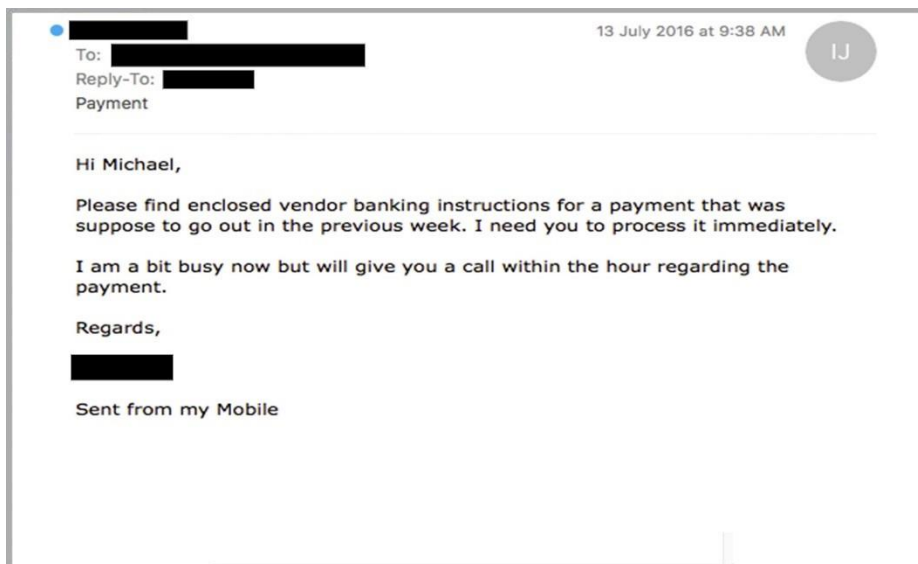 13 July 2016 at 9:38 AM
IJ
To:
Reply-To:
Payment
Hi Michael,
Please find enclosed vendor banking instructions for a payment that was
suppose to go out in the previous week. I need you to process it immediately.
I am a bit busy now but will give you a call within the hour regarding the
payment.
Regards,
Sent from my Mobile